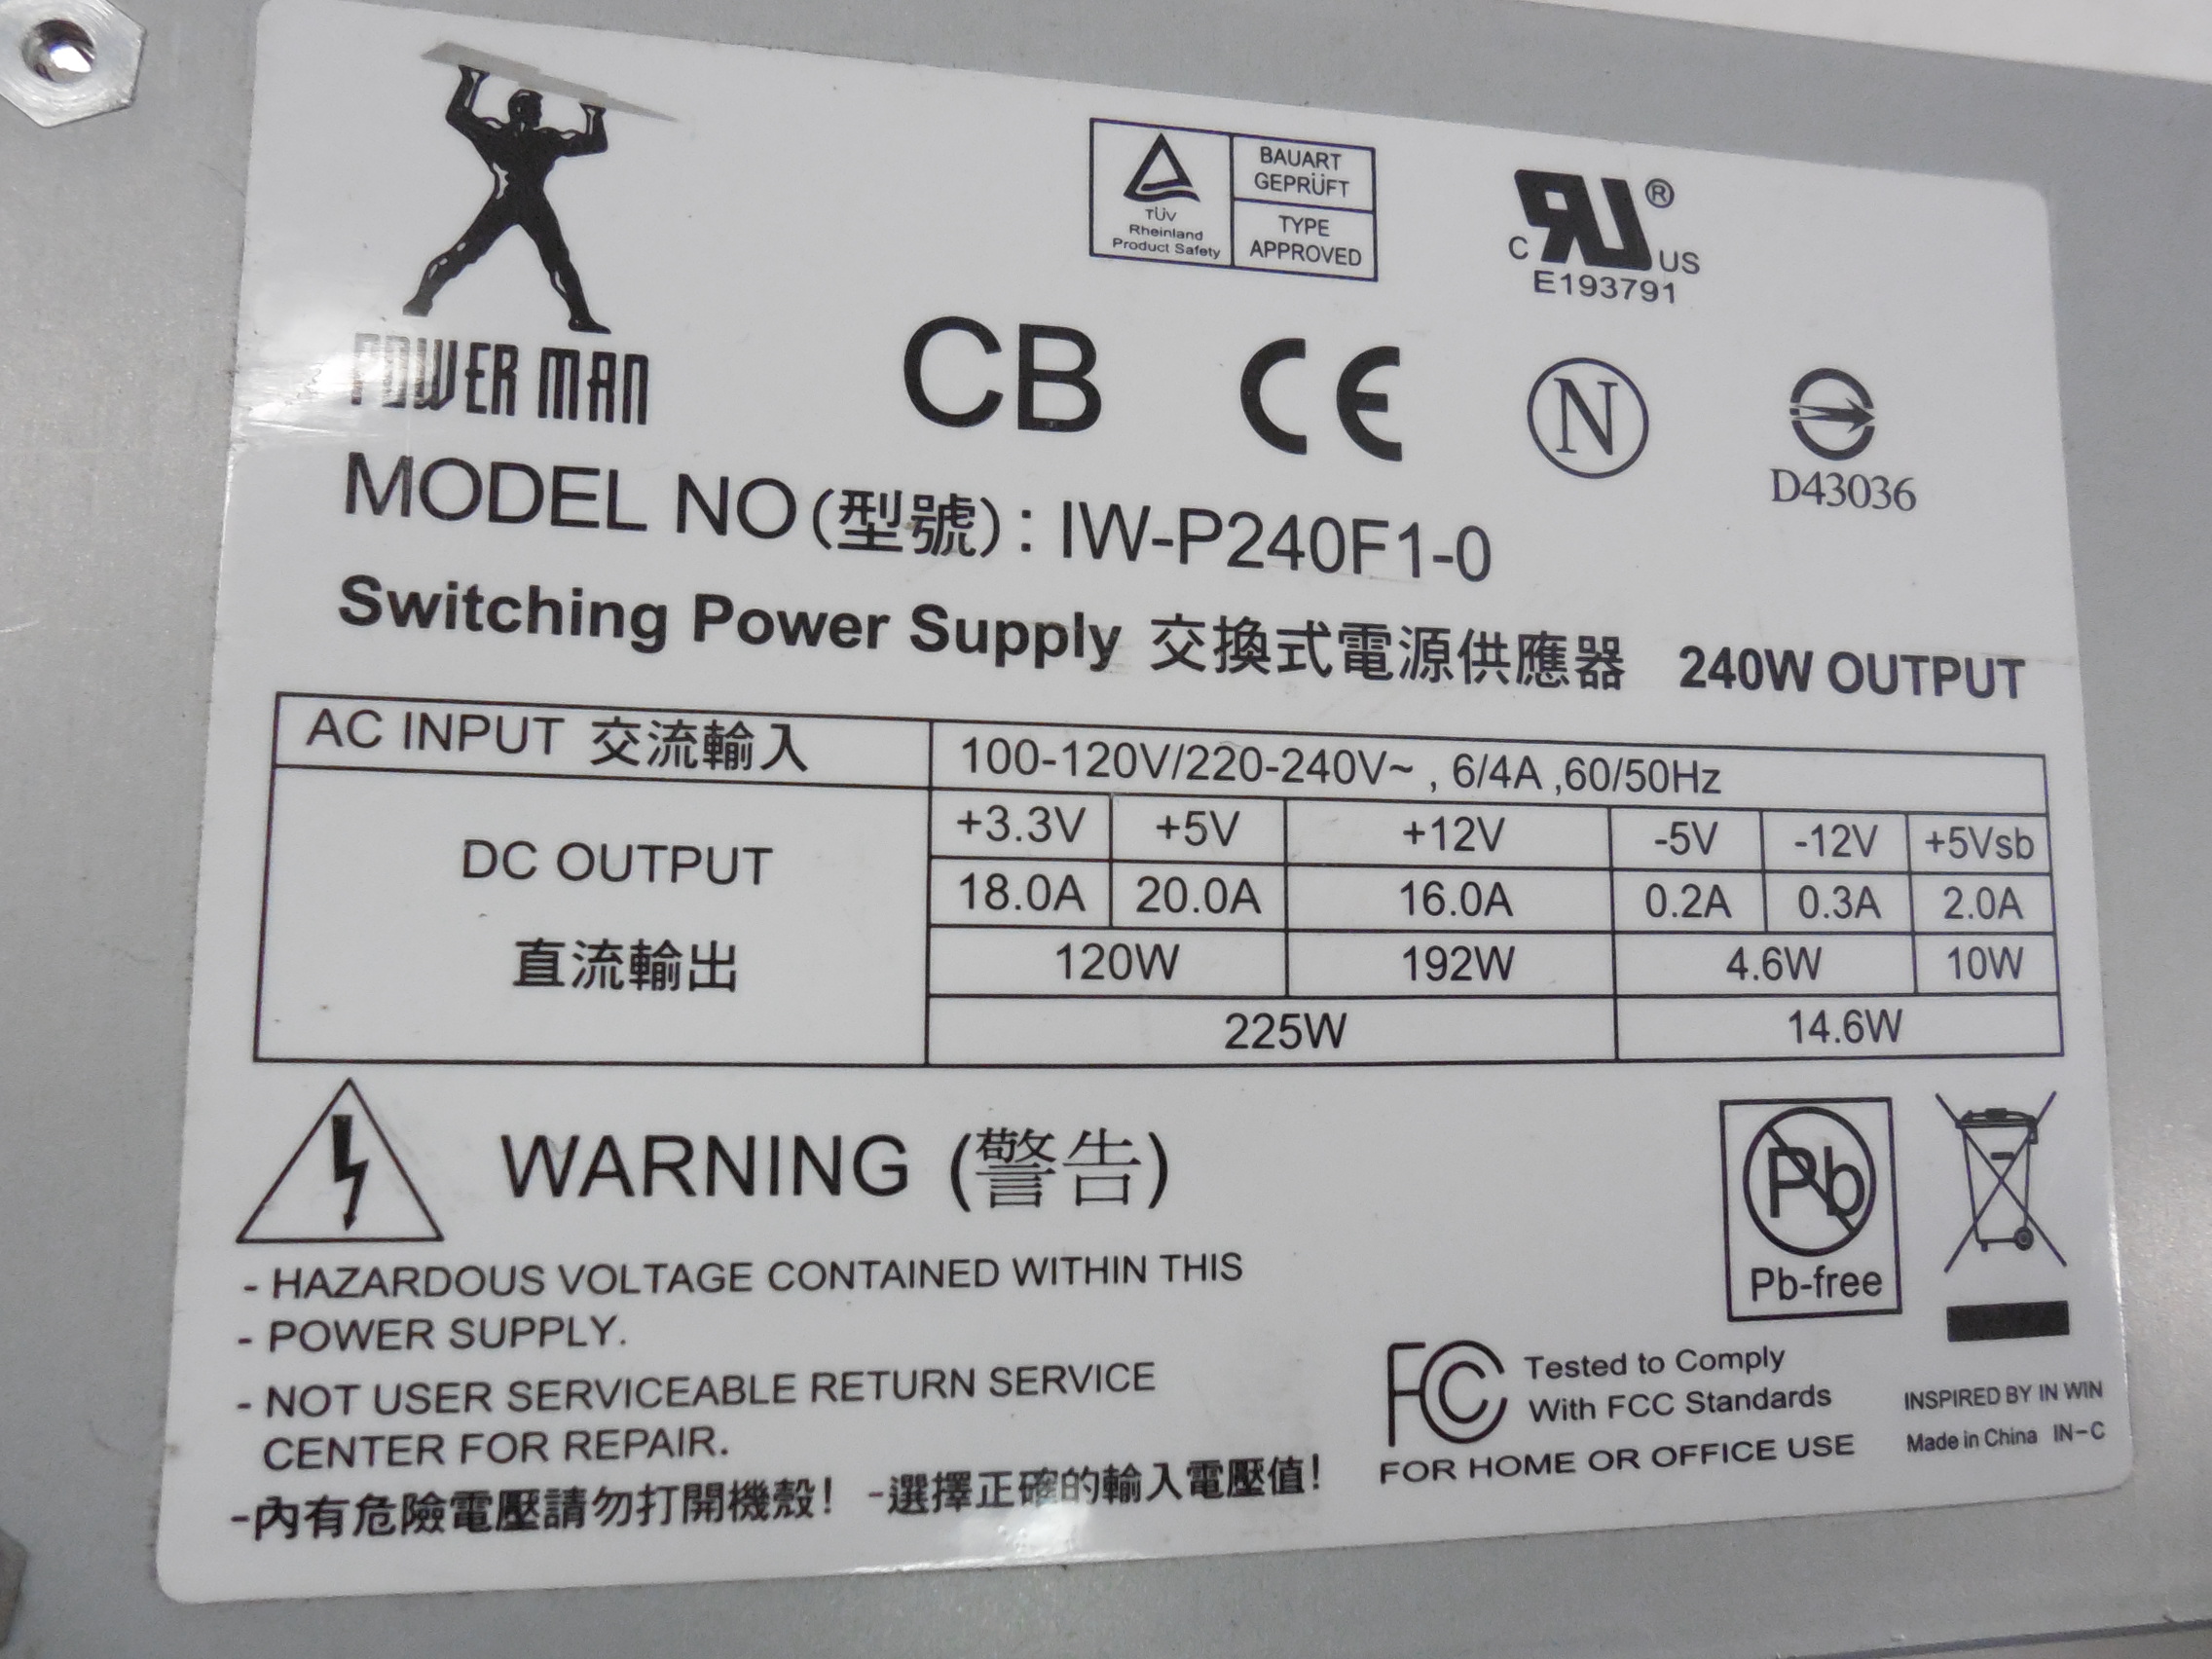 TÜV
Rheinland
Product Safety
BAUART
GEPRÜFT
TYPE
APPROVED
C RU US ®
E193791
POWER MAN
CB CE N
D43036
MODEL NO(型號): IW-P240F1-0
Switching Power Supply 交換式電源供應器 240W OUTPUT
AC INPUT 交流輸入 100-120V/220-240V~ , 6/4A ,60/50Hz
DC OUTPUT
直流輸出
+3.3V +5V +12V -5V -12V +5Vsb
18.0A 20.0A 16.0A 0.2A 0.3A 2.0A
120W 192W 4.6W 10W
225W 14.6W
WARNING (警告)
- HAZARDOUS VOLTAGE CONTAINED WITHIN THIS
- POWER SUPPLY.
- NOT USER SERVICEABLE RETURN SERVICE
CENTER FOR REPAIR.
-內有危險電壓請勿打開機殼! -選擇正確的輸入電壓值!
Pb
Pb-free
FC Tested to Comply
With FCC Standards
FOR HOME OR OFFICE USE
INSPIRED BY IN WIN
Made in China IN-C